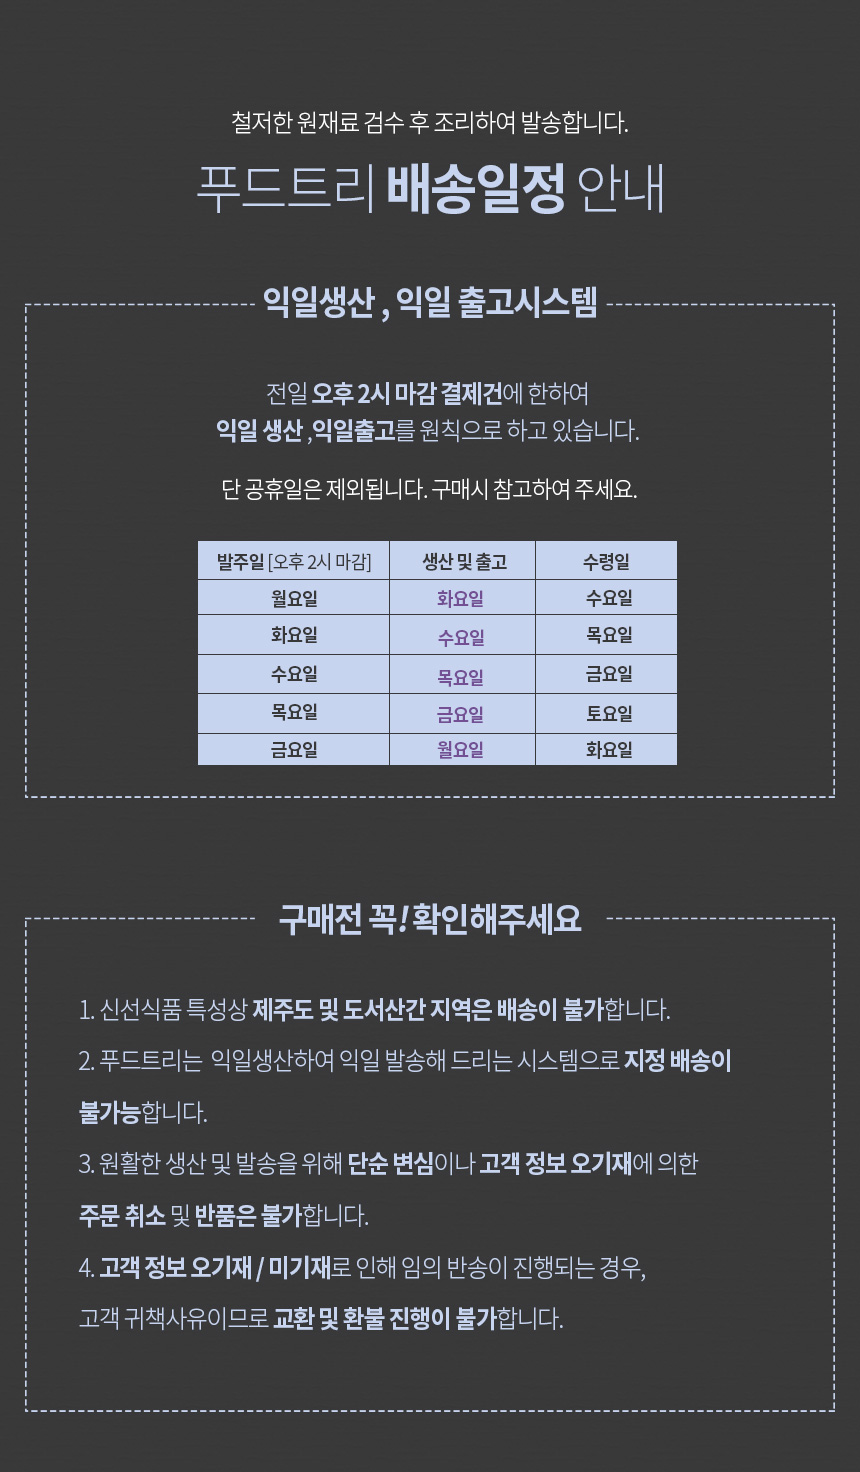 철저한 원재료 검수 후 조리하여 발송합니다.
푸드트리 배송일정 안내
익일생산 , 익일 출고시스템
전일 오후 2시 마감 결제건에 한하여
익일 생산 ,익일출고를 원칙으로 하고 있습니다.
단 공휴일은 제외됩니다. 구매시 참고하여 주세요.
발주일 [오후 2시 마감] 생산 및 출고 수령일
월요일 화요일 수요일
화요일 수요일 목요일
수요일 목요일 금요일
목요일 금요일 토요일
금요일 월요일 화요일
구매전 꼭! 확인해주세요
1. 신선식품 특성상 제주도 및 도서산간 지역은 배송이 불가합니다.
2. 푸드트리는 익일생산하여 익일 발송해 드리는 시스템으로 지정 배송이
불가능합니다.
3. 원활한 생산 및 발송을 위해 단순 변심이나 고객 정보 오기재에 의한
주문 취소 및 반품은 불가합니다.
4. 고객 정보 오기재 / 미기재로 인해 임의 반송이 진행되는 경우,
고객 귀책사유이므로 교환 및 환불 진행이 불가합니다.